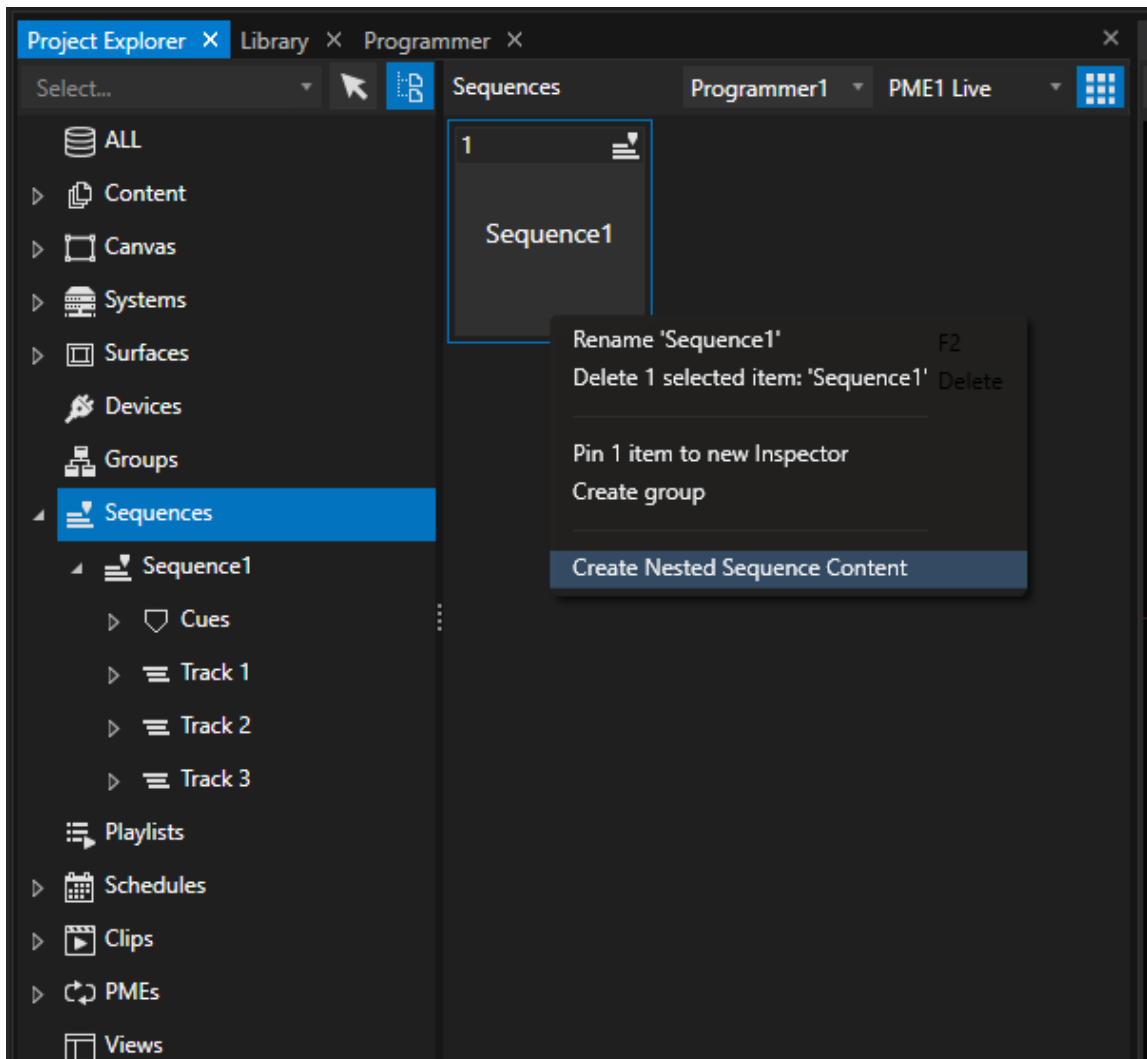 Project Explorer Library Programmer
Select... Sequences Programmer1 PME1 Live
ALL
Content
Canvas
Systems
Surfaces
Devices
Groups
Sequences
Sequence1
Cues
Track 1
Track 2
Track 3
Playlists
Schedules
Clips
PMEs
Views
1
Sequence1
Rename 'Sequence1' F2
Delete 1 selected item: 'Sequence1' Delete
Pin 1 item to new Inspector
Create group
Create Nested Sequence Content